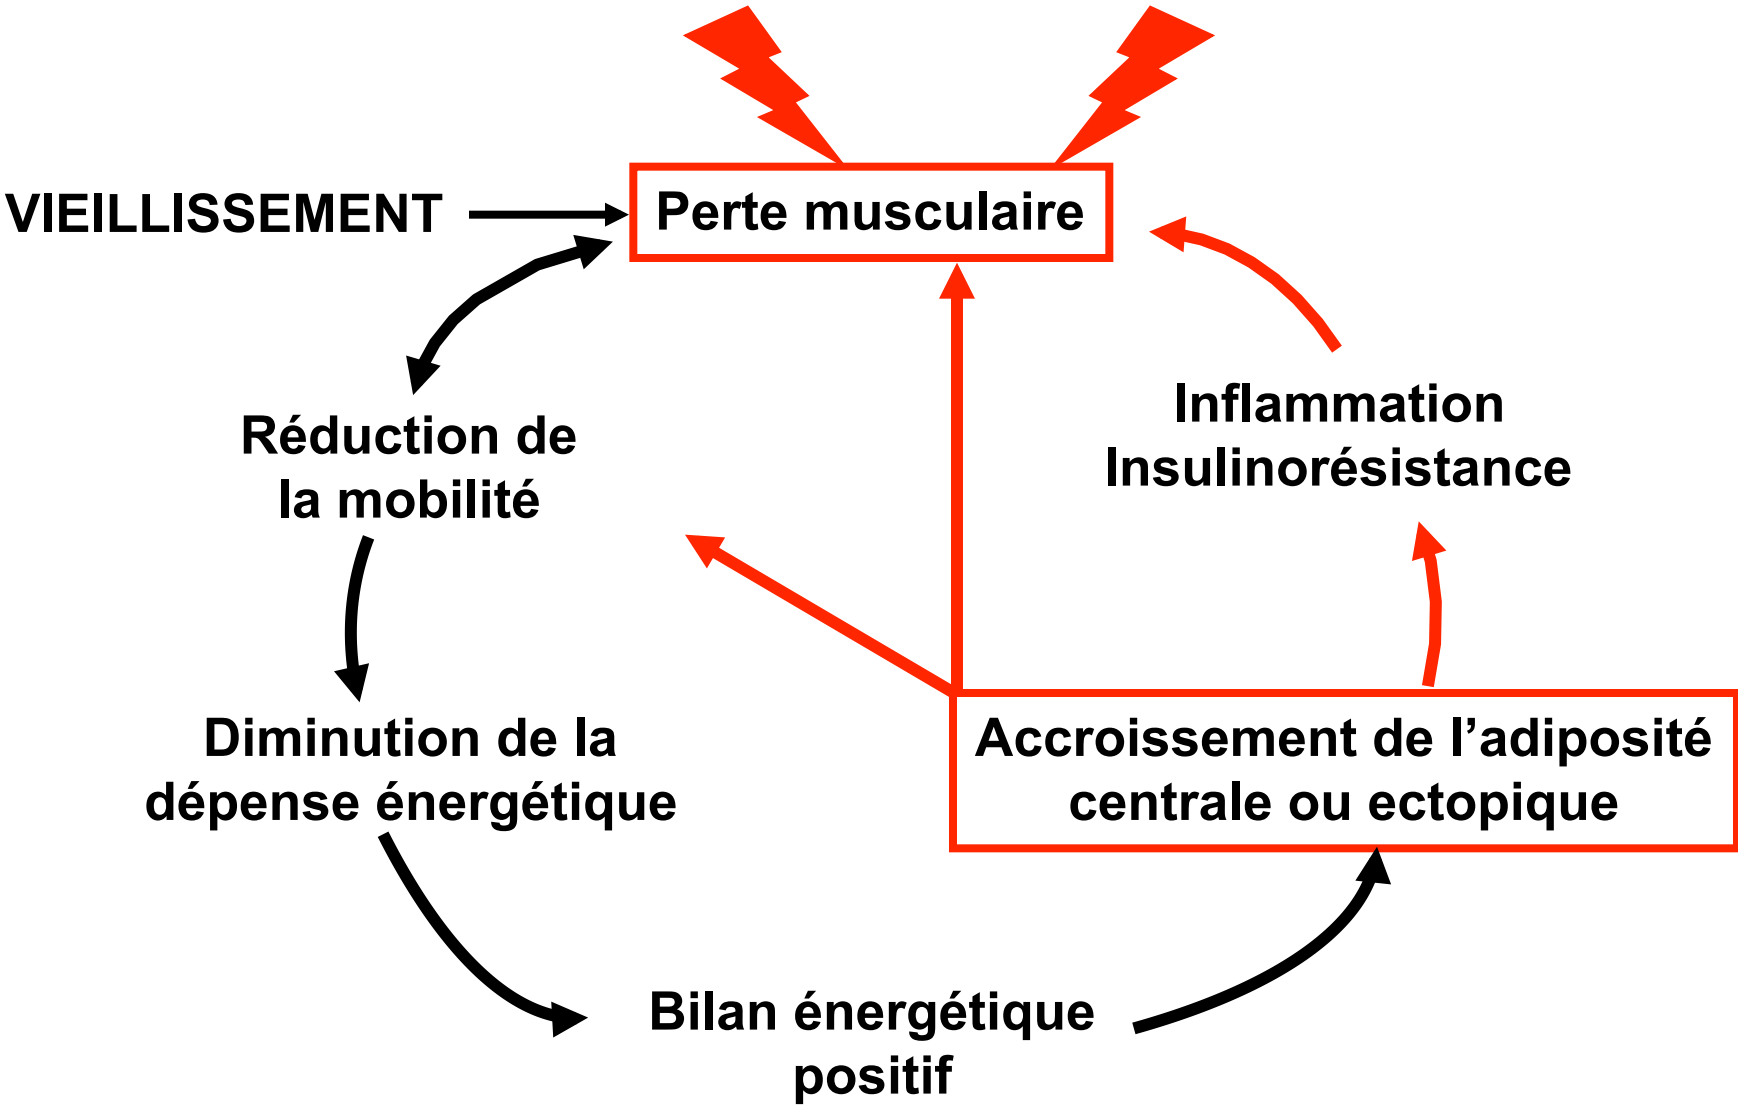 VIEILLISSEMENT
Perte musculaire
Réduction de
la mobilité
Inflammation
Insulinorésistance
Diminution de la
dépense énergétique
Accroissement de l’adiposité
centrale ou ectopique
Bilan énergétique
positif